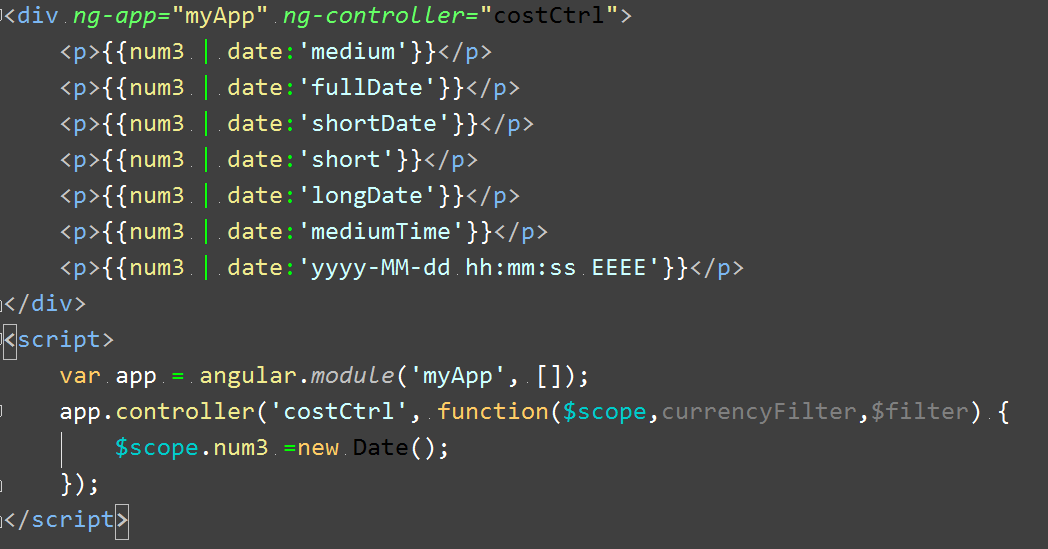 <div ng-app="myApp" ng-controller="costCtrl">
    <p>{{num3 | date:'medium'}}</p>
    <p>{{num3 | date:'fullDate'}}</p>
    <p>{{num3 | date:'shortDate'}}</p>
    <p>{{num3 | date:'short'}}</p>
    <p>{{num3 | date:'longDate'}}</p>
    <p>{{num3 | date:'mediumTime'}}</p>
    <p>{{num3 | date:'yyyy-MM-dd hh:mm:ss EEEE'}}</p>
</div>
<script>
    var app = angular.module('myApp', []);
    app.controller('costCtrl', function($scope,currencyFilter,$filter) {
        $scope.num3 =new Date();
    });
</script>